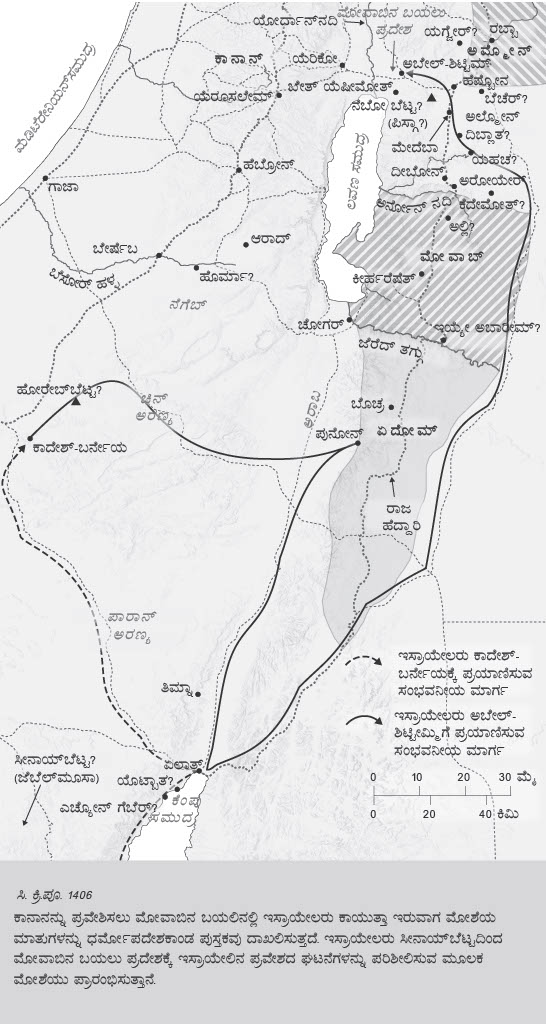 ಯೋರ್ದಾನ್‌ನದಿ
ಮೋವಾಬಿನ ಬಯಲು
ಪ್ರದೇಶ
ಯಗ್ಜೇರ್?
ರಬ್ಬಾ
ಅಮ್ಮೋನ್
ಮೆಡಿಟರೇನಿಯನ್‌ಸಮುದ್ರ
ಕಾನಾನ್
ಯೆರಿಕೋ
ಅಬೇಲ್-ಶಿಟ್ಟಿಮ್
ಹೆಷ್ಬೋನ
ಯೆರೂಸಲೇಮ್
ಬೇತ್ ಯೆಷೀಮೋತ್
ಬೆಚೆರ್?
ನೆಬೋ ಬೆಟ್ಟ?
(ಪಿಸ್ಗಾ?)
ಅಲ್ಮೋನ್
ದಿಬ್ಲಾತ?
ಮೇದೆಬಾ
ಯಹಚ?
ಲವಣ ಸಮುದ್ರ
ಹೆಬ್ರೋನ್
ದೀಬೋನ್
ಅರೋಯೇರ್
ಗಾಜಾ
ಅರ್ನೋನ್ ನದಿ
ಕೆದೇಮೋತ್?
ಅಲ್ಲಿ?
ಆರಾದ್
ಬೇರ್ಷೆಬ
ಮೋವಾಬ್
ಹೊರ್ಮಾ?
ಬೆಸೋರ್ ಹಳ್ಳ
ಕೀರ್ಹರೆಷೆತ್
ನೆಗೆಬ್
ಚೋಗರ್
ಇಯ್ಯೇ ಅಬಾರೀಮ್?
ಜೆರೆದ್ ತಗ್ಗು
ಹೋರೇಬ್‌ಬೆಟ್ಟ?
ಚಿನ್
ಅರಣ್ಯ
ಅರಾಬ
ಬೊಚ್ರ
ಪುನೋನ್
ಏದೋಮ್
ಕಾದೇಶ್-ಬರ್ನೇಯ
ರಾಜ
ಹೆದ್ದಾರಿ
ಪಾರಾನ್
ಅರಣ್ಯ
ಇಸ್ರಾಯೇಲರು ಕಾದೇಶ್-
ಬರ್ನೇಯಕ್ಕೆ ಪ್ರಯಾಣಿಸುವ
ಸಂಭವನೀಯ ಮಾರ್ಗ
ತಿಮ್ನಾ
ಇಸ್ರಾಯೇಲರು ಅಬೇಲ್-
ಶಿಟ್ಟೀಮ್ಮಿಗೆ ಪ್ರಯಾಣಿಸುವ
ಸಂಭವನೀಯ ಮಾರ್ಗ
ಸೀನಾಯ್‌ಬೆಟ್ಟ?
(ಜೆಬೆಲ್‌ಮೂಸಾ)
ಏಲಾತ್
ಯೊಟ್ಬಾತ?
ಎಚ್ಯೋನ್ ಗೆಬೆರ್?
ಕೆಂಪು
ಸಮುದ್ರ
0 10 20 30 ಮೈ
0 20 40 ಕಿಮಿ
ಸಿ. ಕ್ರಿ.ಪೂ. 1406
ಕಾನಾನನ್ನು ಪ್ರವೇಶಿಸಲು ಮೋವಾಬಿನ ಬಯಲಿನಲ್ಲಿ ಇಸ್ರಾಯೇಲರು ಕಾಯುತ್ತಾ ಇರುವಾಗ ಮೋಶೆಯ
ಮಾತುಗಳನ್ನು ಧರ್ಮೋಪದೇಶಕಾಂಡ ಪುಸ್ತಕವು ದಾಖಲಿಸುತ್ತದೆ. ಇಸ್ರಾಯೇಲರು ಸೀನಾಯ್‌ಬೆಟ್ಟದಿಂದ
ಮೋವಾಬಿನ ಬಯಲು ಪ್ರದೇಶಕ್ಕೆ ಇಸ್ರಾಯೇಲಿನ ಪ್ರವೇಶದ ಘಟನೆಗಳನ್ನು ಪರಿಶೀಲಿಸುವ ಮೂಲಕ
ಮೋಶೆಯು ಪ್ರಾರಂಭಿಸುತ್ತಾನೆ.